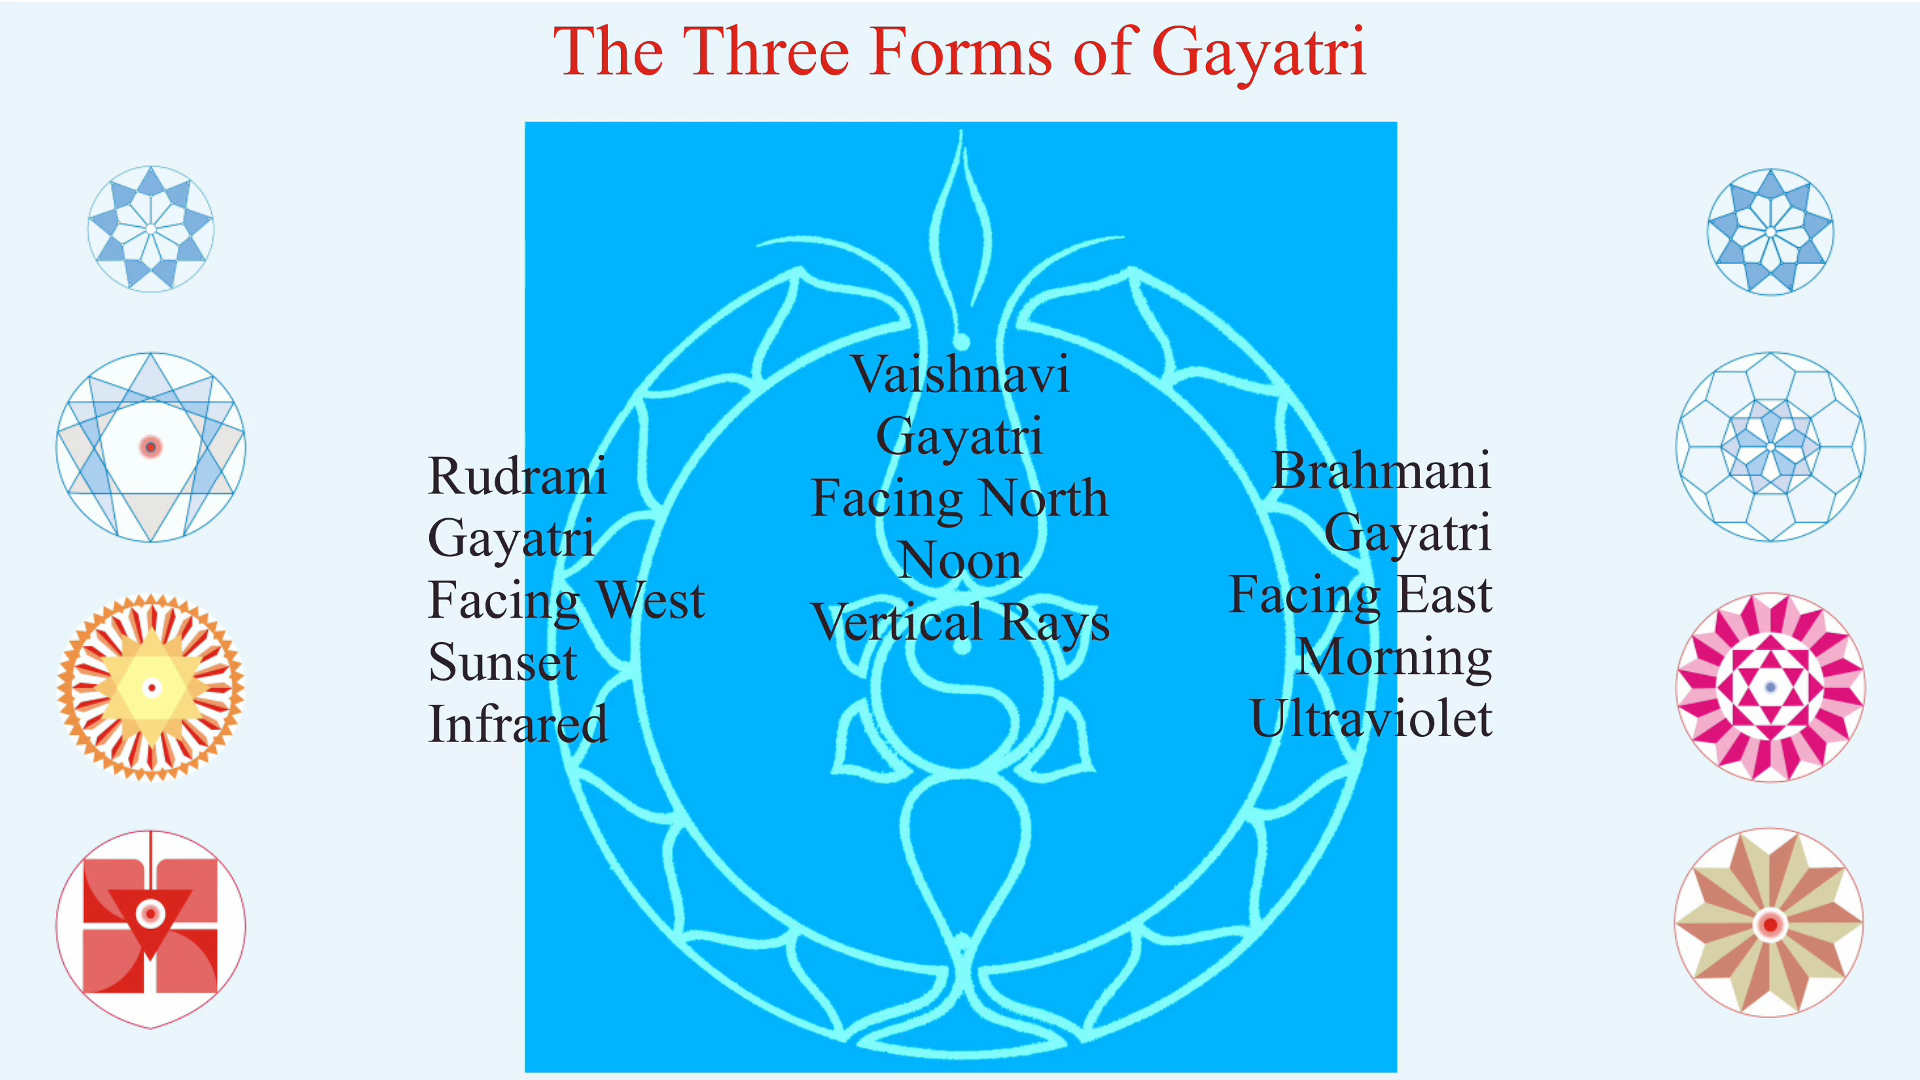 The Three Forms of Gayatri
Rudrani
Gayatri
Facing West
Sunset
Infrared
Vaishnavi
Gayatri
Facing North
Noon
Vertical Rays
Brahmani
Gayatri
Facing East
Morning
Ultraviolet